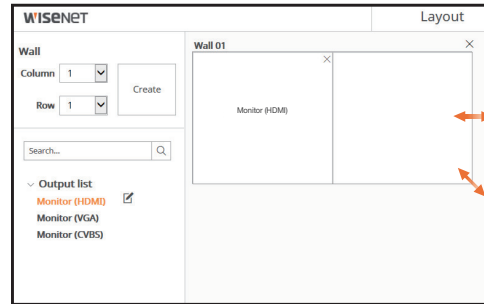 WISENET
Layout
Wall
Column 1
Row 1
Create
Search...
Output list
Monitor (HDMI)
Monitor (VGA)
Monitor (CVBS)
Wall 01
Monitor (HDMI)